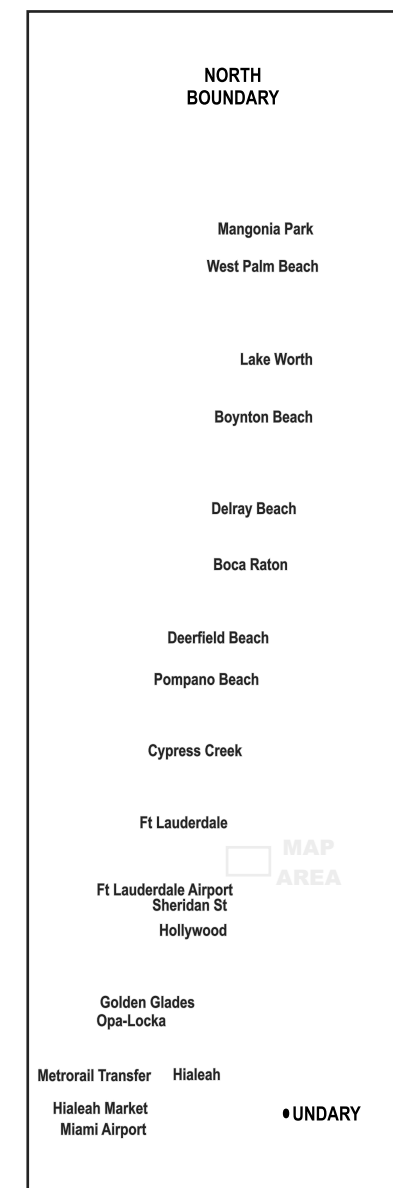 NORTH
BOUNDARY
Mangonia Park
West Palm Beach
Lake Worth
Boynton Beach
Delray Beach
Boca Raton
Deerfield Beach
Pompano Beach
Cypress Creek
Ft Lauderdale
MAP
AREA
Ft Lauderdale Airport
Sheridan St
Hollywood
Golden Glades
Opa-Locka
Metrorail Transfer Hialeah
Hialeah Market
UNDARY
Miami Airport